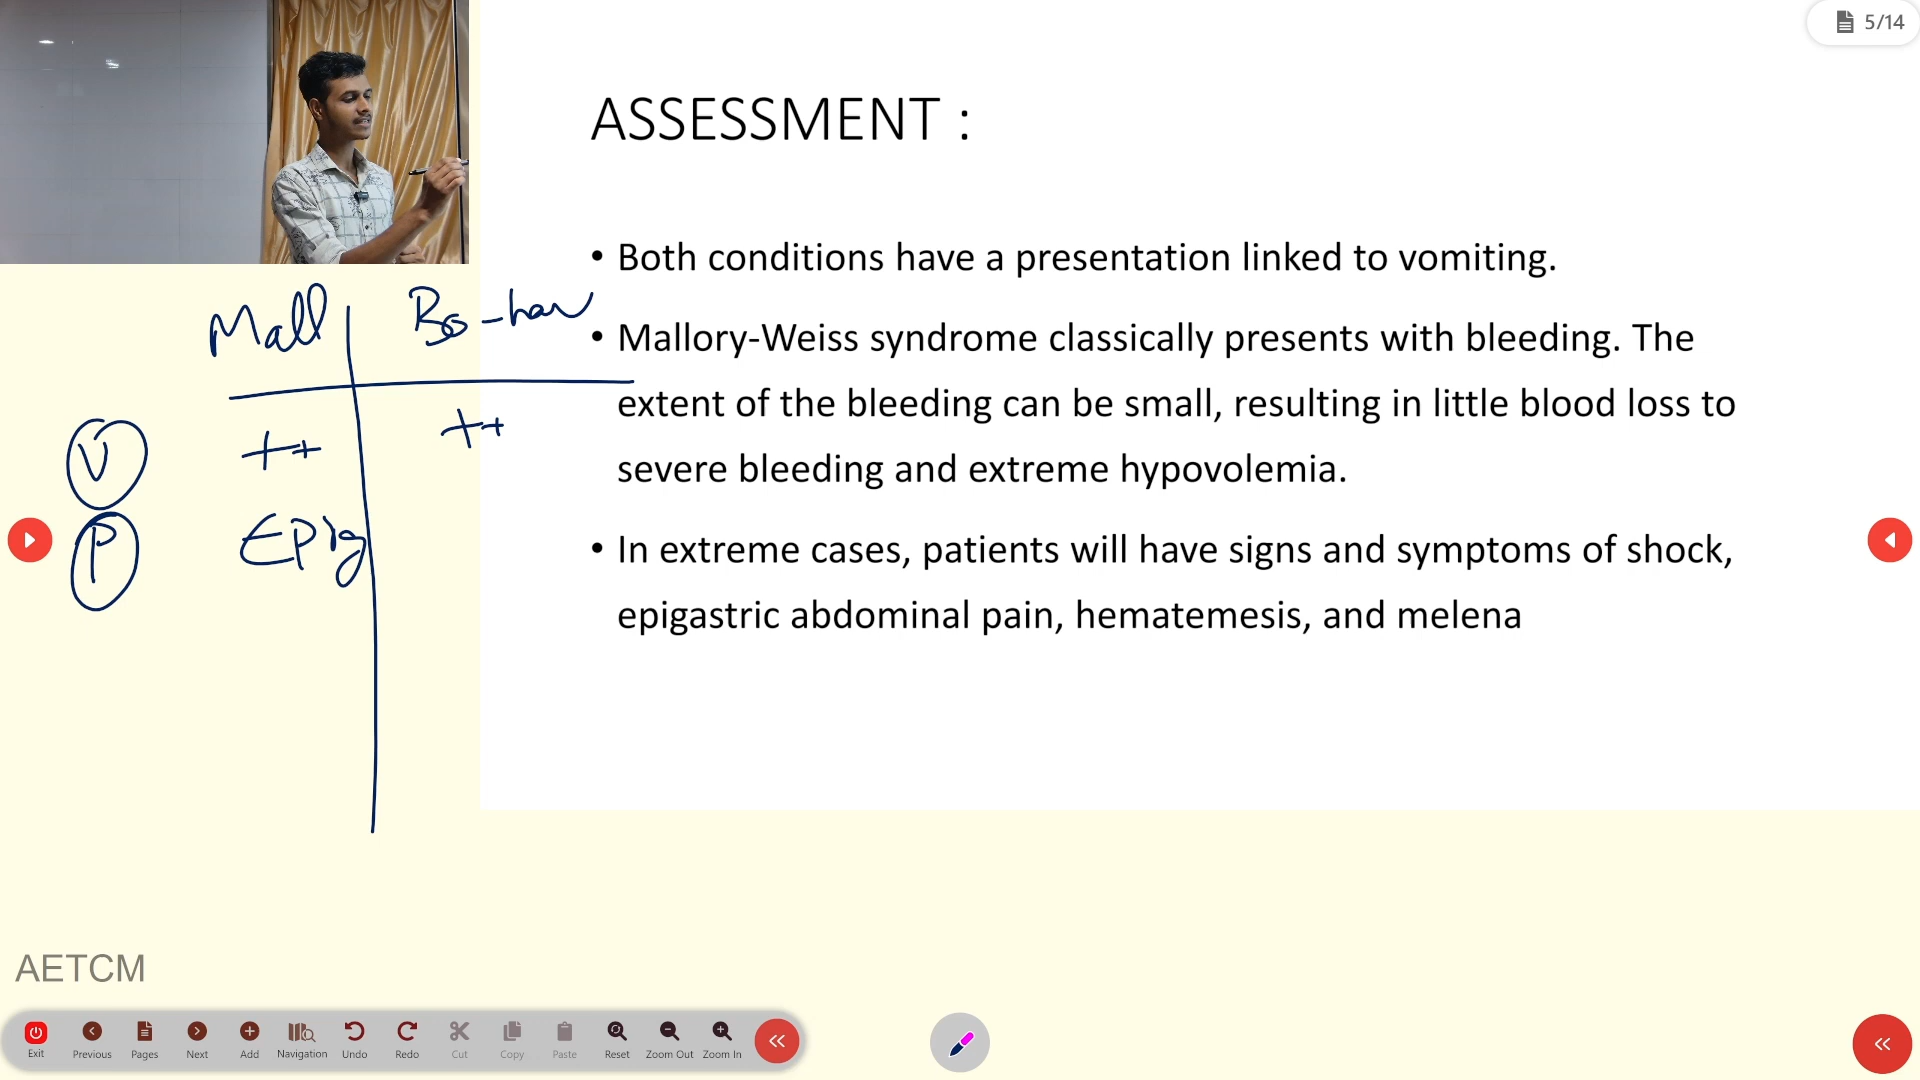 5/14
ASSESSMENT :
• Both conditions have a presentation linked to vomiting.
• Mallory-Weiss syndrome classically presents with bleeding. The
extent of the bleeding can be small, resulting in little blood loss to
severe bleeding and extreme hypovolemia.
• In extreme cases, patients will have signs and symptoms of shock,
epigastric abdominal pain, hematemesis, and melena
Mall
V ++ ++
P Epig
AETCM
Exit Previous Pages Next Add Navigation Undo Redo Cut Copy Paste Reset Zoom Out Zoom In